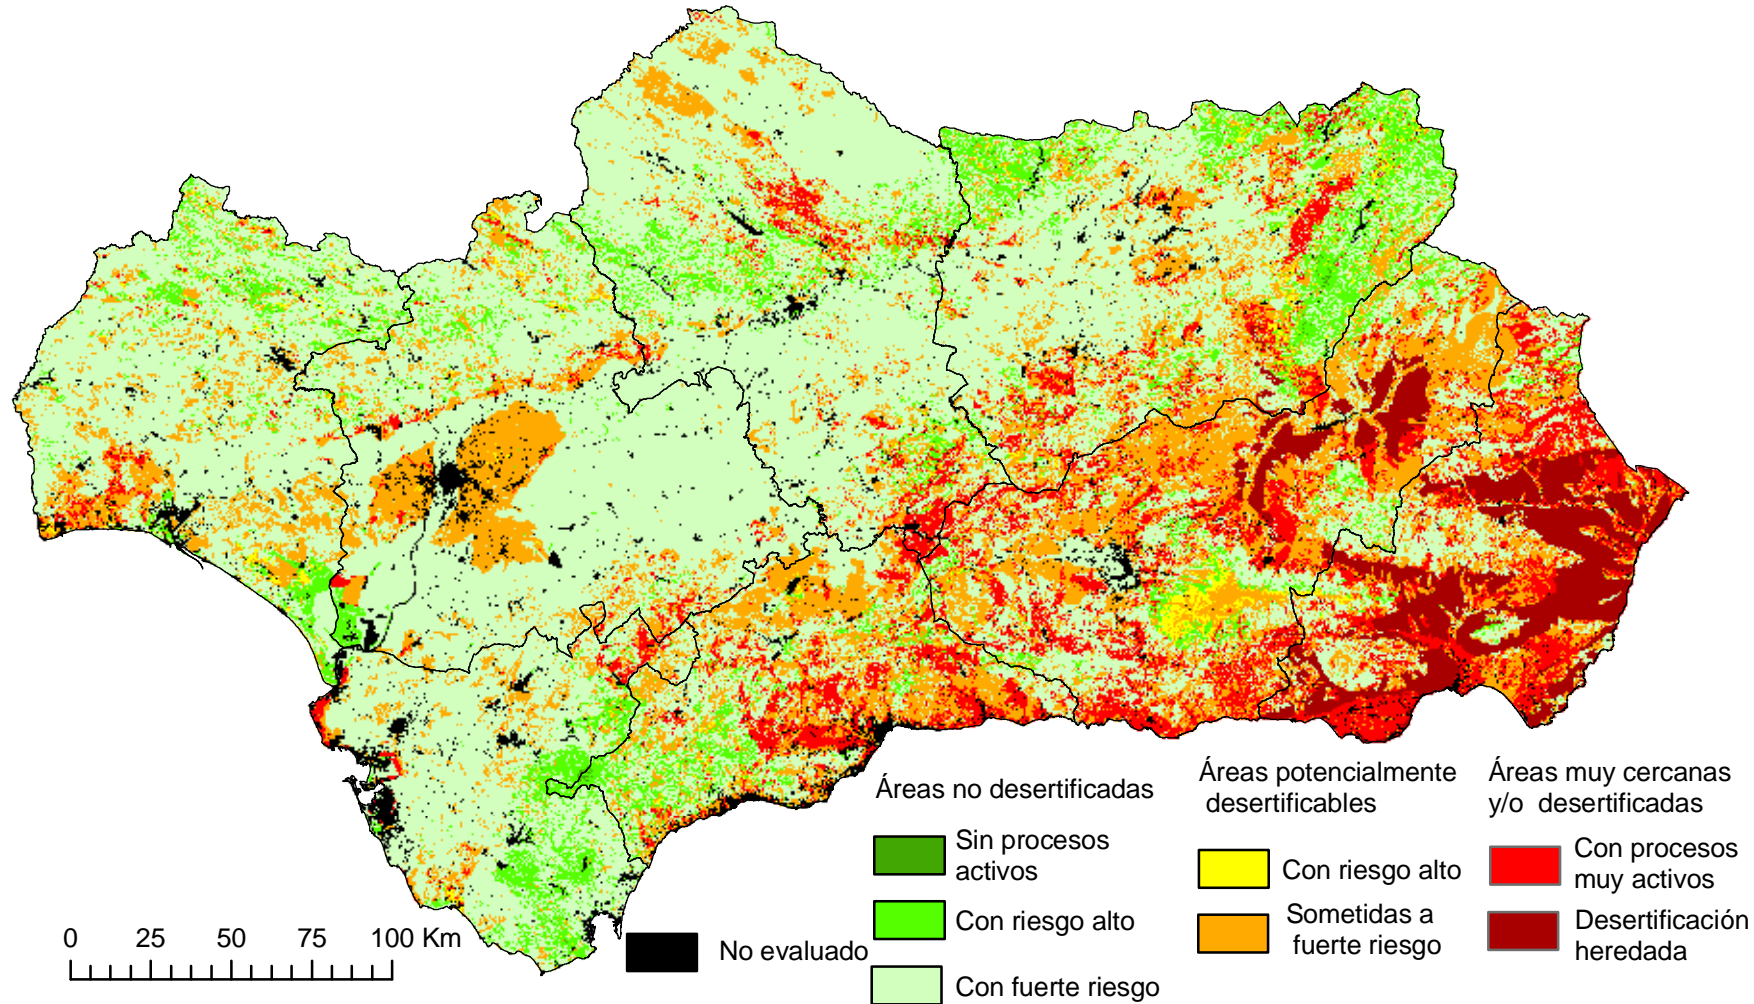 Áreas no desertificadas
Sin procesos
activos
Con riesgo alto
Con fuerte riesgo
Áreas potencialmente
desertificables
Con riesgo alto
Sometidas a
fuerte riesgo
Áreas muy cercanas
y/o desertificadas
Con procesos
muy activos
Desertificación
heredada
No evaluado
0 25 50 75 100 Km